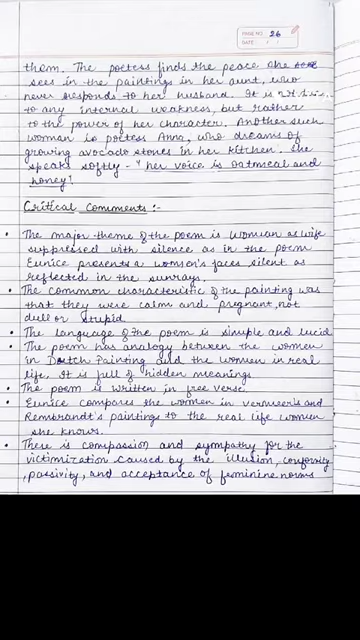 PAGE NO. 26
DATE
them. The poetess finds the peace she
sees in the paintings in her aunt, who
never responds to her husband. It is
to any internal weakness, but rather
to the power of her character. Another such
woman is poetess Anna, who dreams of
growing avocado stones in her kitchen. She
speaks softly - "her voice is oatmeal and
honey".
Critical Comments :-
• The major theme of the poem is woman as wife
suppressed with silence as in the poem
Eunice presents a women's faces silent as
reflected in the sunrays.
• The common characteristic of the painting was
that they were calms and pregnant, not
dull or stupid.
• The language of the poem is simple and lucid
• The poem has analogy between the women
in Dutch Painting and the women in real
life. It is full of hidden meanings
• The poem is written in free verse.
• Eunice compares the women in vermeer's and
Rembrandt's paintings to the real life women
she knows.
• There is compassion and sympathy for the
victimization caused by the illusion, conformity
, passivity, and acceptance of feminine norms